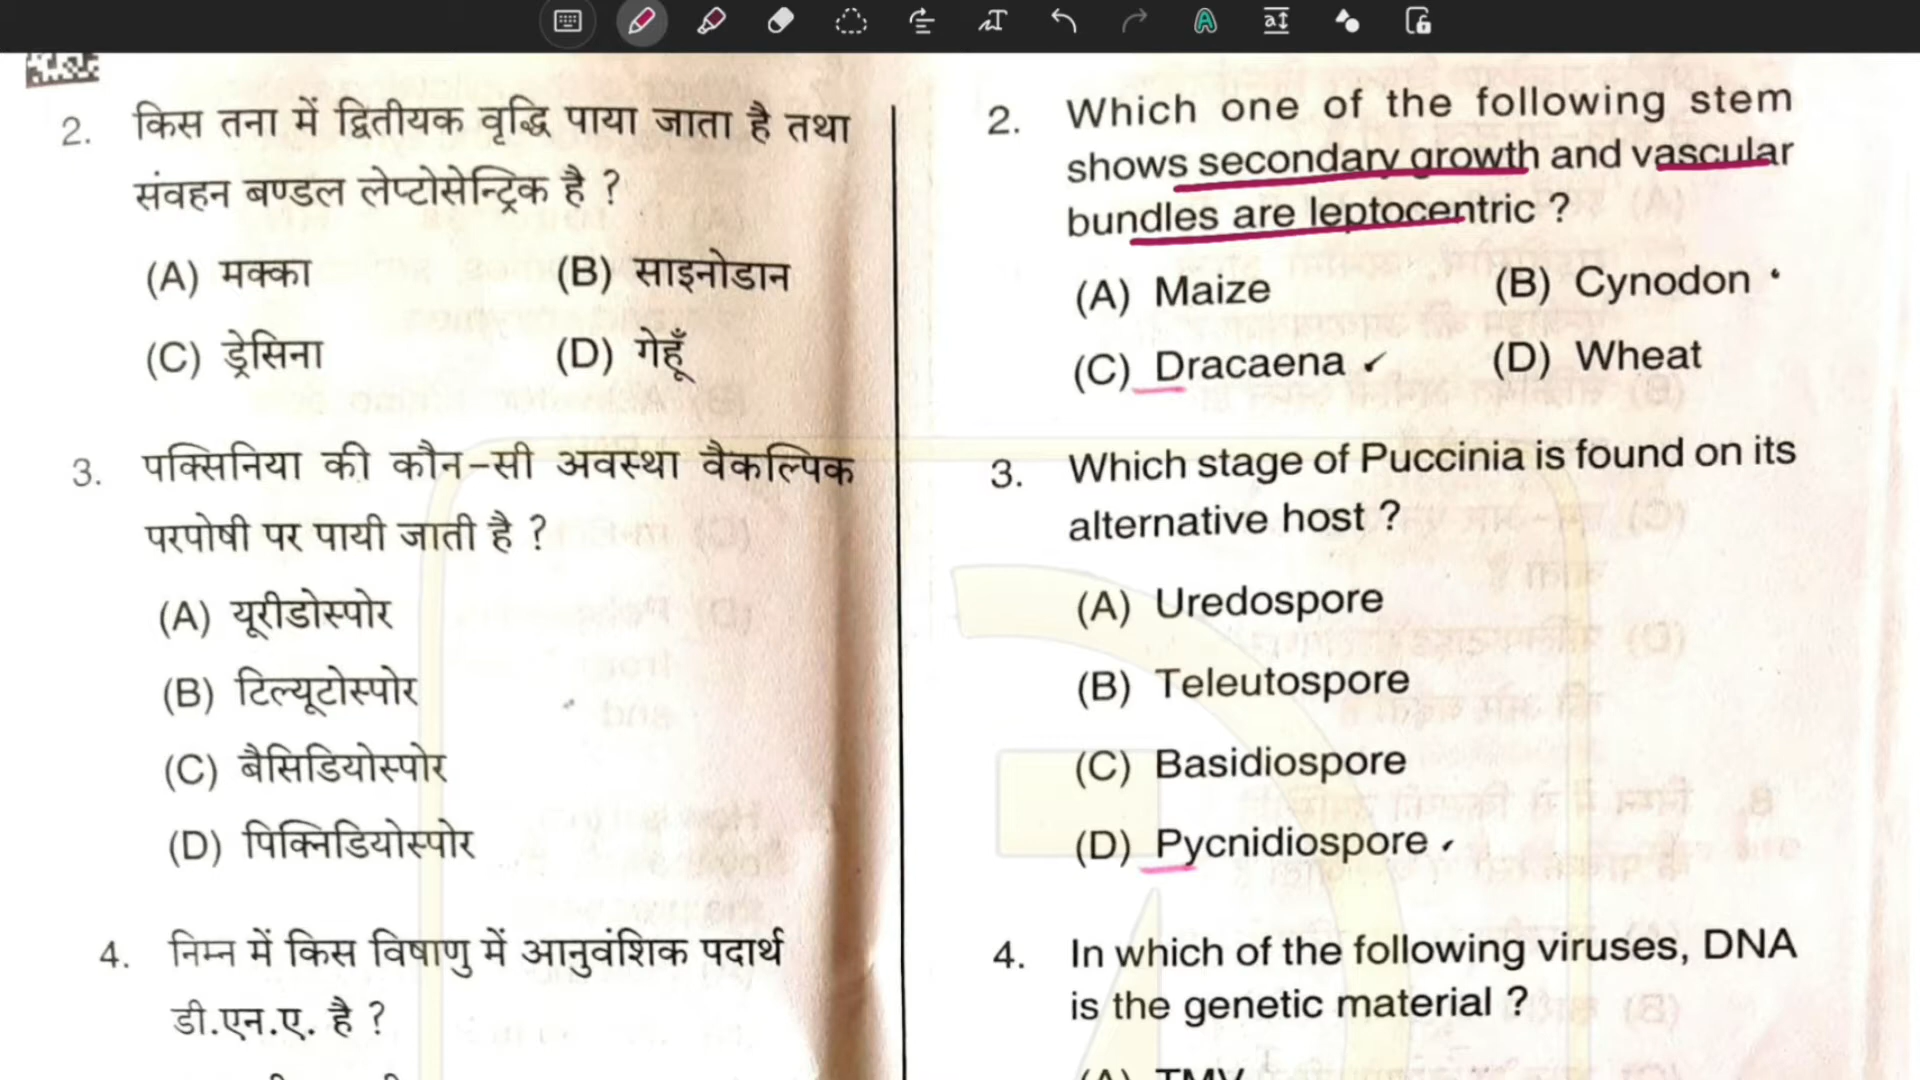 2. किस तना में द्वितीयक वृद्धि पाया जाता है तथा
संवहन बण्डल लेप्टोसेन्ट्रिक है ?
(A) मक्का (B) साइनोडान
(C) ड्रेसिना (D) गेहूँ
3. पक्सिनिया की कौन-सी अवस्था वैकल्पिक
परपोषी पर पायी जाती है ?
(A) यूरीडोस्पोर
(B) टिल्यूटोस्पोर
(C) बैसिडियोस्पोर
(D) पिक्निडियोस्पोर
4. निम्न में किस विषाणु में आनुवंशिक पदार्थ
डी.एन.ए. है ?
2. Which one of the following stem
shows secondary growth and vascular
bundles are leptocentric ?
(A) Maize (B) Cynodon
(C) Dracaena (D) Wheat
3. Which stage of Puccinia is found on its
alternative host ?
(A) Uredospore
(B) Teleutospore
(C) Basidiospore
(D) Pycnidiospore
4. In which of the following viruses, DNA
is the genetic material ?
(A) TMV